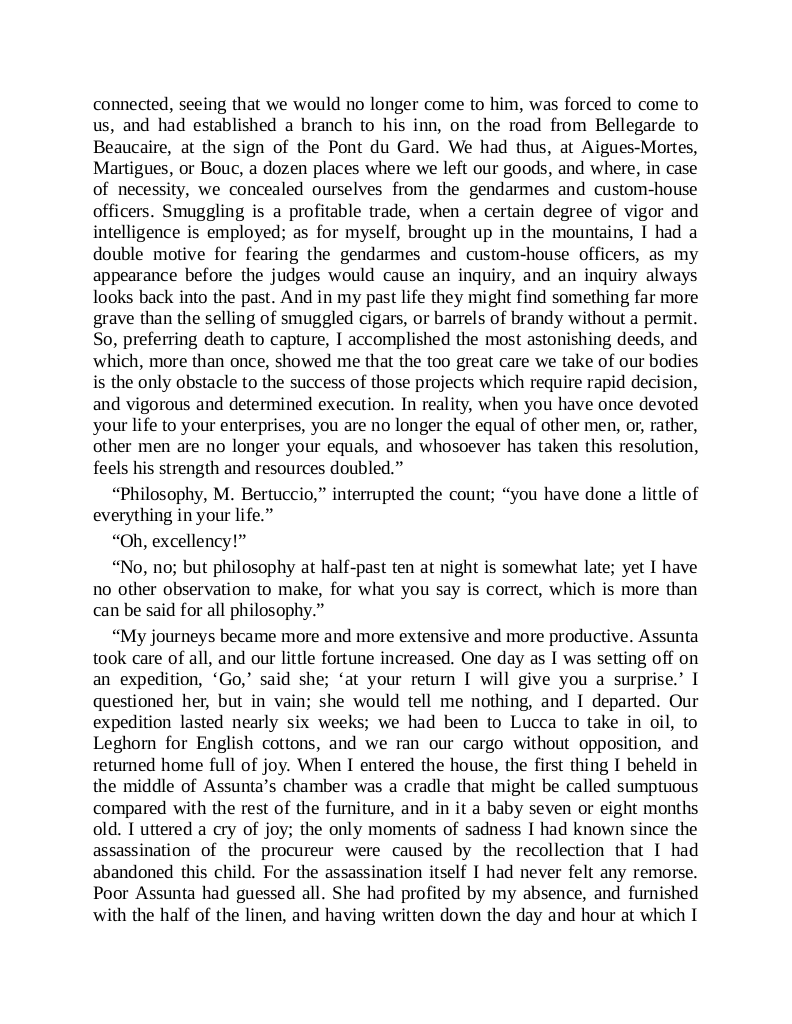 connected, seeing that we would no longer come to him, was forced to come to
us, and had established a branch to his inn, on the road from Bellegarde to
Beaucaire, at the sign of the Pont du Gard. We had thus, at Aigues-Mortes,
Martigues, or Bouc, a dozen places where we left our goods, and where, in case
of necessity, we concealed ourselves from the gendarmes and custom-house
officers. Smuggling is a profitable trade, when a certain degree of vigor and
intelligence is employed; as for myself, brought up in the mountains, I had a
double motive for fearing the gendarmes and custom-house officers, as my
appearance before the judges would cause an inquiry, and an inquiry always
looks back into the past. And in my past life they might find something far more
grave than the selling of smuggled cigars, or barrels of brandy without a permit.
So, preferring death to capture, I accomplished the most astonishing deeds, and
which, more than once, showed me that the too great care we take of our bodies
is the only obstacle to the success of those projects which require rapid decision,
and vigorous and determined execution. In reality, when you have once devoted
your life to your enterprises, you are no longer the equal of other men, or, rather,
other men are no longer your equals, and whosoever has taken this resolution,
feels his strength and resources doubled.”
“Philosophy, M. Bertuccio,” interrupted the count; “you have done a little of
everything in your life.”
“Oh, excellency!”
“No, no; but philosophy at half-past ten at night is somewhat late; yet I have
no other observation to make, for what you say is correct, which is more than
can be said for all philosophy.”
“My journeys became more and more extensive and more productive. Assunta
took care of all, and our little fortune increased. One day as I was setting off on
an expedition, ‘Go,’ said she; ‘at your return I will give you a surprise.’ I
questioned her, but in vain; she would tell me nothing, and I departed. Our
expedition lasted nearly six weeks; we had been to Lucca to take in oil, to
Leghorn for English cottons, and we ran our cargo without opposition, and
returned home full of joy. When I entered the house, the first thing I beheld in
the middle of Assunta’s chamber was a cradle that might be called sumptuous
compared with the rest of the furniture, and in it a baby seven or eight months
old. I uttered a cry of joy; the only moments of sadness I had known since the
assassination of the procureur were caused by the recollection that I had
abandoned this child. For the assassination itself I had never felt any remorse.
Poor Assunta had guessed all. She had profited by my absence, and furnished
with the half of the linen, and having written down the day and hour at which I